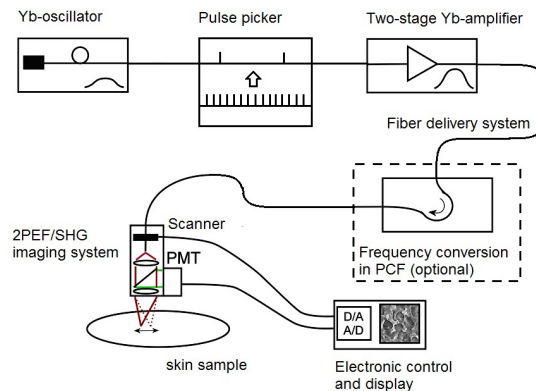 Yb-oscillator
Pulse picker
Two-stage Yb-amplifier
Fiber delivery system
Frequency conversion
in PCF (optional)
Scanner
2PEF/SHG
imaging system
PMT
skin sample
D/A
A/D
Electronic control
and display